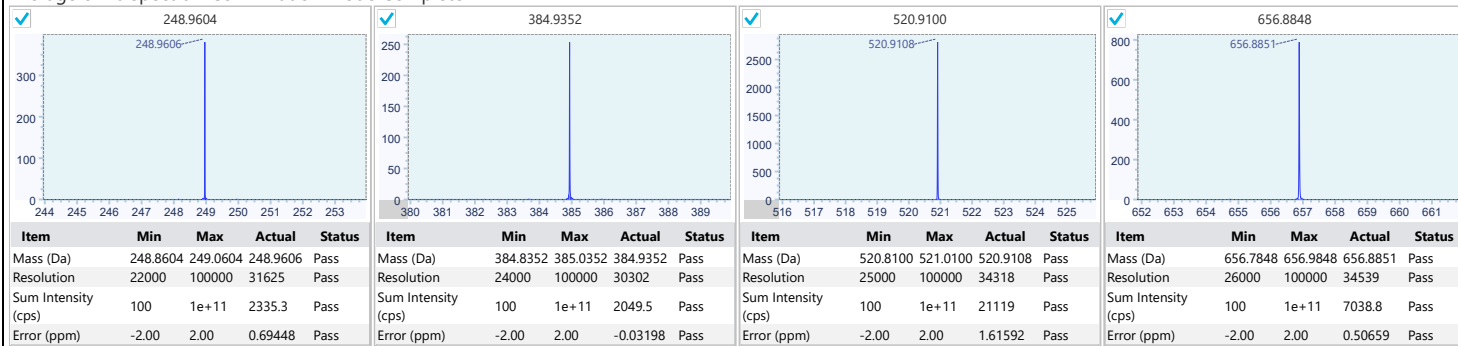 248.9604
248.9606
300
200
100
0
244 245 246 247 248 249 250 251 252 253
Item Min Max Actual Status
Mass (Da) 248.8604 249.0604 248.9606 Pass
Resolution 22000 100000 31625 Pass
Sum Intensity
(cps) 100 1e+11 2335.3 Pass
Error (ppm) -2.00 2.00 0.69448 Pass
384.9352
250
200
150
100
50
0
380 381 382 383 384 385 386 387 388 389
Item Min Max Actual Status
Mass (Da) 384.8352 385.0352 384.9352 Pass
Resolution 24000 100000 30302 Pass
Sum Intensity
(cps) 100 1e+11 2049.5 Pass
Error (ppm) -2.00 2.00 -0.03198 Pass
520.9100
520.9108
2500
2000
1500
1000
500
0
516 517 518 519 520 521 522 523 524 525
Item Min Max Actual Status
Mass (Da) 520.8100 521.0100 520.9108 Pass
Resolution 25000 100000 34318 Pass
Sum Intensity
(cps) 100 1e+11 21119 Pass
Error (ppm) -2.00 2.00 1.61592 Pass
656.8848
656.8851
800
600
400
200
0
652 653 654 655 656 657 658 659 660 661
Item Min Max Actual Status
Mass (Da) 656.7848 656.9848 656.8851 Pass
Resolution 26000 100000 34539 Pass
Sum Intensity
(cps) 100 1e+11 7038.8 Pass
Error (ppm) -2.00 2.00 0.50659 Pass